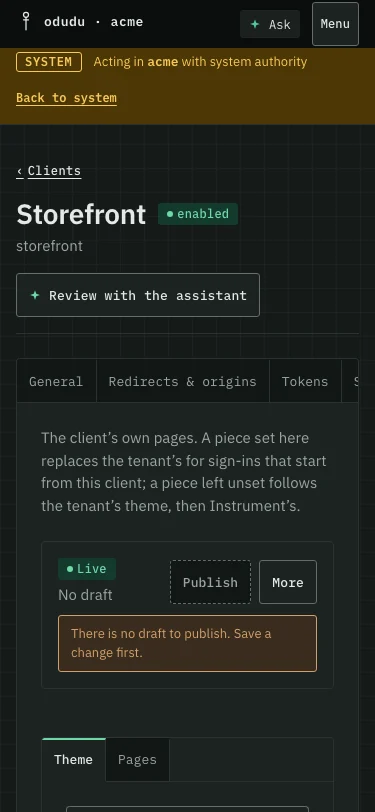 odudu · acme
Ask
Menu
SYSTEM Acting in acme with system authority
Back to system
‹ Clients
Storefront enabled
storefront
Review with the assistant
General Redirects & origins Tokens
The client’s own pages. A piece set here
replaces the tenant’s for sign-ins that start
from this client; a piece left unset follows
the tenant’s theme, then Instrument’s.
Live
No draft
Publish
More
There is no draft to publish. Save a
change first.
Theme Pages